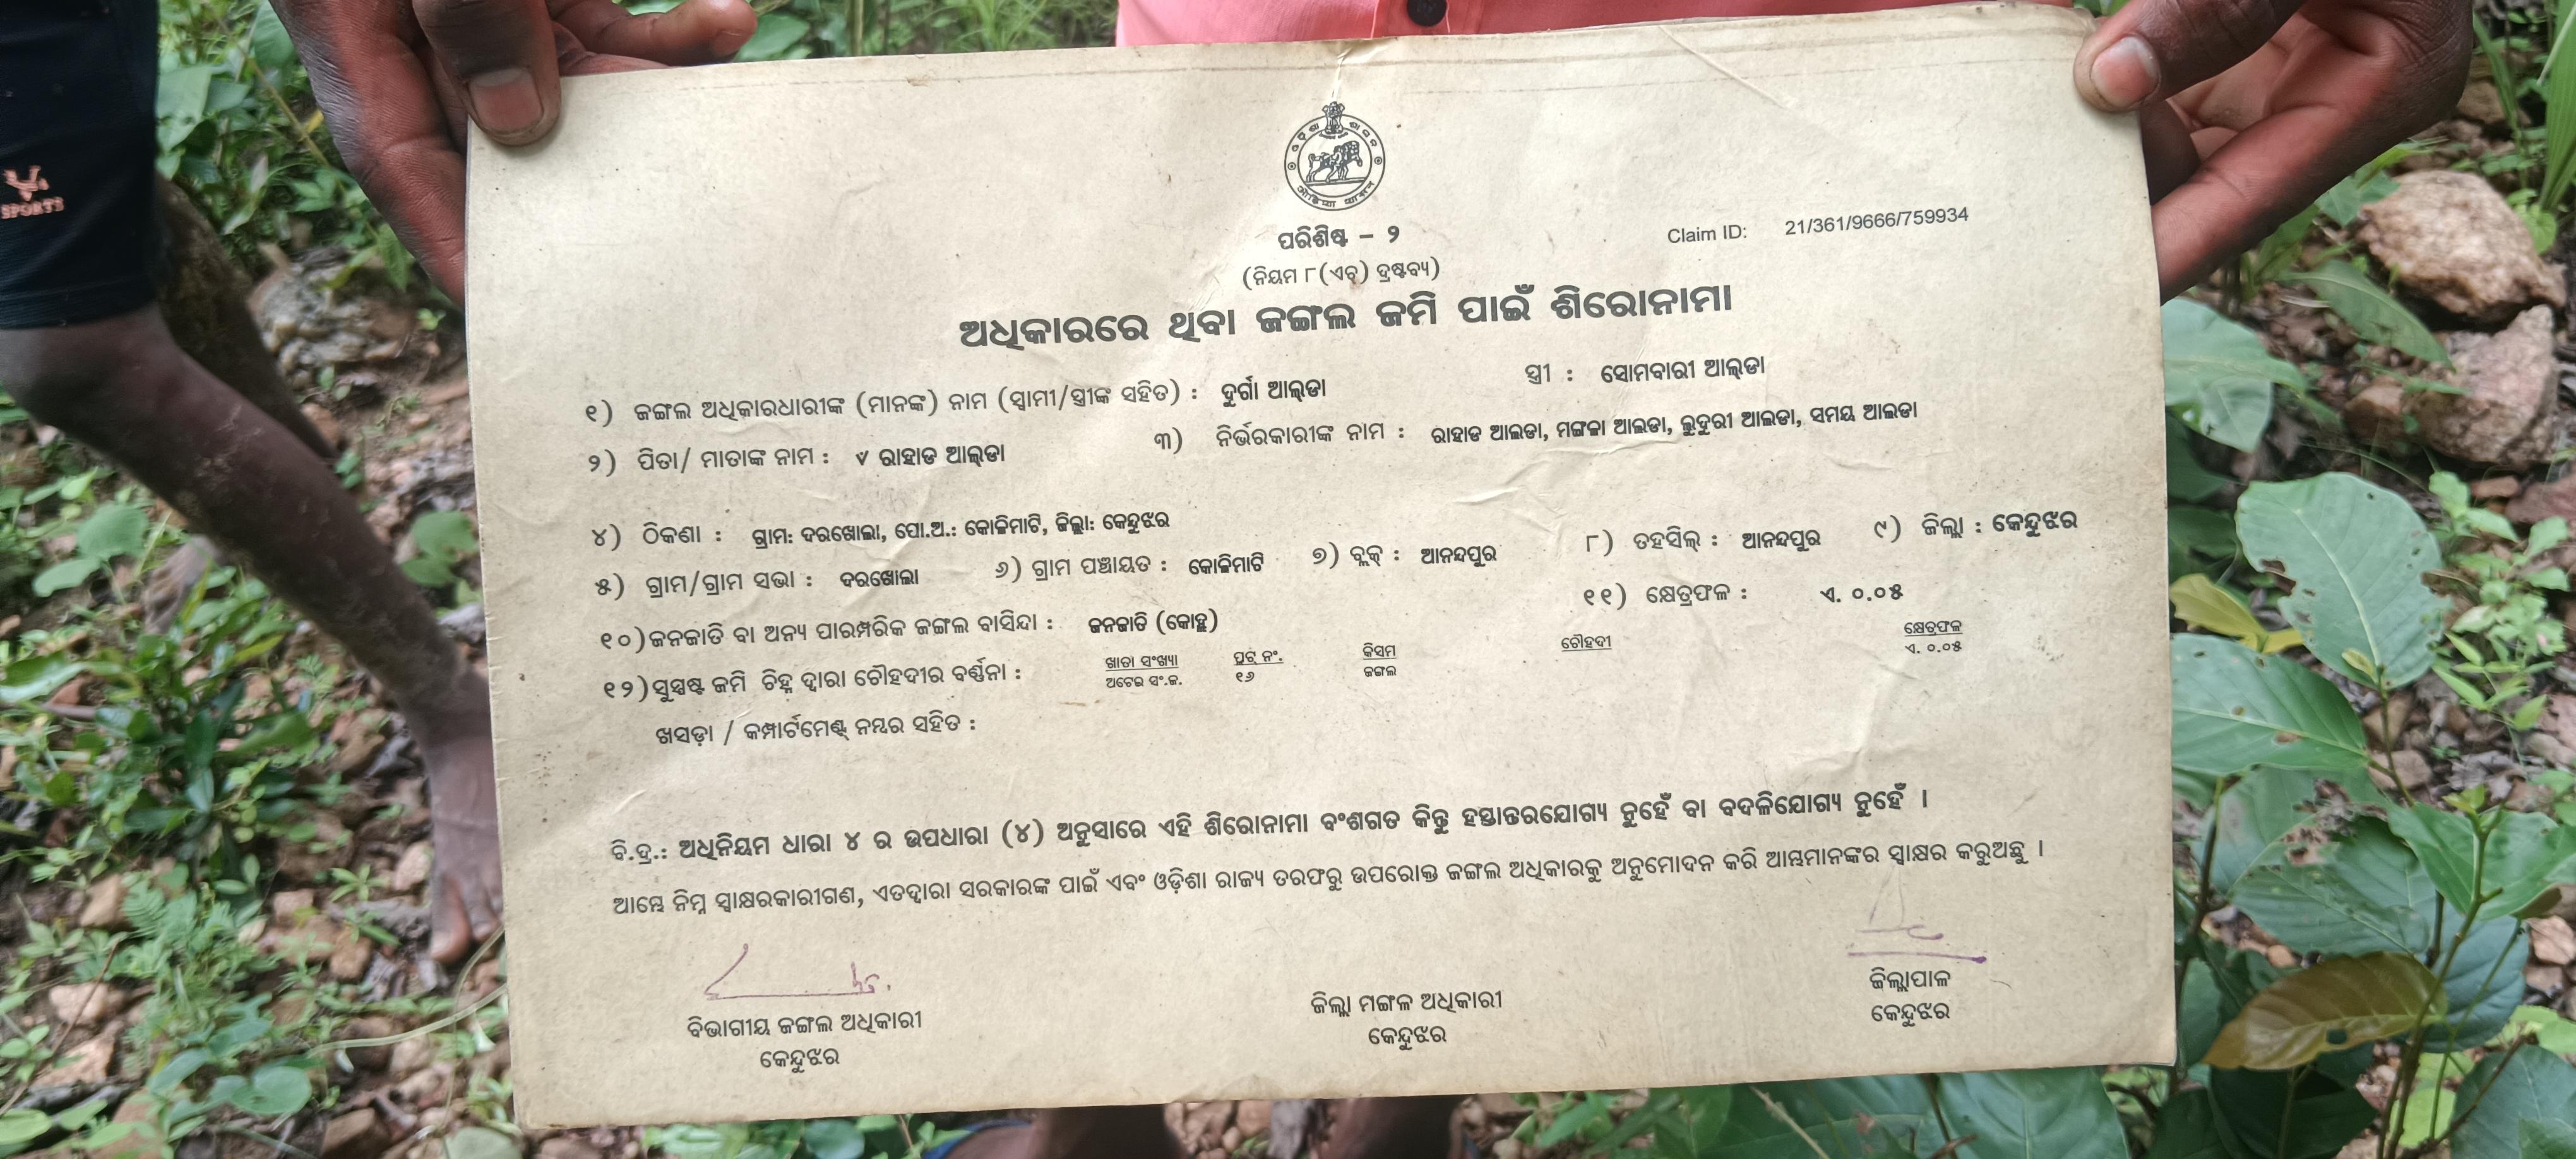 SPORTS
ପରିଶିଷ୍ଟ – ୨
Claim ID: 21/361/9666/759934
(ନିୟମ ୮(ଏଚ୍) ଦ୍ରଷ୍ଟବ୍ୟ)
ଅଧିକାରରେ ଥିବା ଜଙ୍ଗଲ ଜମି ପାଇଁ ଶିରୋନାମା
୧) ଜଙ୍ଗଲ ଅଧିକାରଧାରୀଙ୍କ (ମାନଙ୍କ) ନାମ (ସ୍ୱାମୀ/ସ୍ତ୍ରୀଙ୍କ ସହିତ) : ଦୁର୍ଗା ଆଲ୍‌ଡା ସ୍ତ୍ରୀ : ସୋମବାରୀ ଆଲ୍‌ଡା
୨) ପିତା/ ମାତାଙ୍କ ନାମ : ୰ ରାହାଡ ଆଲ୍‌ଡା ୩) ନିର୍ଭରକାରୀଙ୍କ ନାମ : ରାହାଡ ଆଲଡା, ମଙ୍ଗଳା ଆଲଡା, ଲୁଦୁରୀ ଆଲଡା, ସମୟ ଆଲଡା
୪) ଠିକଣା : ଗ୍ରାମ: ଦରଖୋଲା, ପୋ.ଅ.: କୋଳିମାଟି, ଜିଲ୍ଲା: କେନ୍ଦୁଝର
୫) ଗ୍ରାମ/ଗ୍ରାମ ସଭା : ଦରଖୋଲା ୬) ଗ୍ରାମ ପଞ୍ଚାୟତ : କୋଳିମାଟି ୭) ବ୍ଲକ୍ : ଆନନ୍ଦପୁର ୮) ତହସିଲ୍ : ଆନନ୍ଦପୁର ୯) ଜିଲ୍ଲା : କେନ୍ଦୁଝର
୧୦) ଜନଜାତି ବା ଅନ୍ୟ ପାରମ୍ପରିକ ଜଙ୍ଗଲ ବାସିନ୍ଦା : ଜନଜାତି (କୋହ୍ଲ) ୧୧) କ୍ଷେତ୍ରଫଳ : ଏ. ୦.୦୫
୧୨) ସୁସ୍ପଷ୍ଟ ଜମି ଚିହ୍ନ ଦ୍ୱାରା ଚୌହଦୀର ବର୍ଣ୍ଣନା : ଖାତା ସଂଖ୍ୟା ପ୍ଲଟ୍ ନଂ. କିସମ ଚୌହଦୀ କ୍ଷେତ୍ରଫଳ
ଅଟେଇ ସଂ.ଜ. ୧୬ ଜଙ୍ଗଲ ଏ. ୦.୦୫
ଖସଡ଼ା / କମ୍ପାର୍ଟମେଣ୍ଟ୍ ନମ୍ବର ସହିତ :
ବି.ଦ୍ର.: ଅଧିନିୟମ ଧାରା ୪ ର ଉପଧାରା (୪) ଅନୁସାରେ ଏହି ଶିରୋନାମା ବଂଶଗତ କିନ୍ତୁ ହସ୍ତାନ୍ତରଯୋଗ୍ୟ ନୁହେଁ ବା ବଦଳିଯୋଗ୍ୟ ନୁହେଁ ।
ଆମ୍ଭେ ନିମ୍ନ ସ୍ୱାକ୍ଷରକାରୀଗଣ, ଏତଦ୍ଦ୍ୱାରା ସରକାରଙ୍କ ପାଇଁ ଏବଂ ଓଡ଼ିଶା ରାଜ୍ୟ ତରଫରୁ ଉପରୋକ୍ତ ଜଙ୍ଗଲ ଅଧିକାରକୁ ଅନୁମୋଦନ କରି ଆମ୍ଭମାନଙ୍କର ସ୍ୱାକ୍ଷର କରୁଅଛୁ ।
ବିଭାଗୀୟ ଜଙ୍ଗଲ ଅଧିକାରୀ ଜିଲ୍ଲା ମଙ୍ଗଳ ଅଧିକାରୀ ଜିଲ୍ଲାପାଳ
କେନ୍ଦୁଝର କେନ୍ଦୁଝର କେନ୍ଦୁଝର